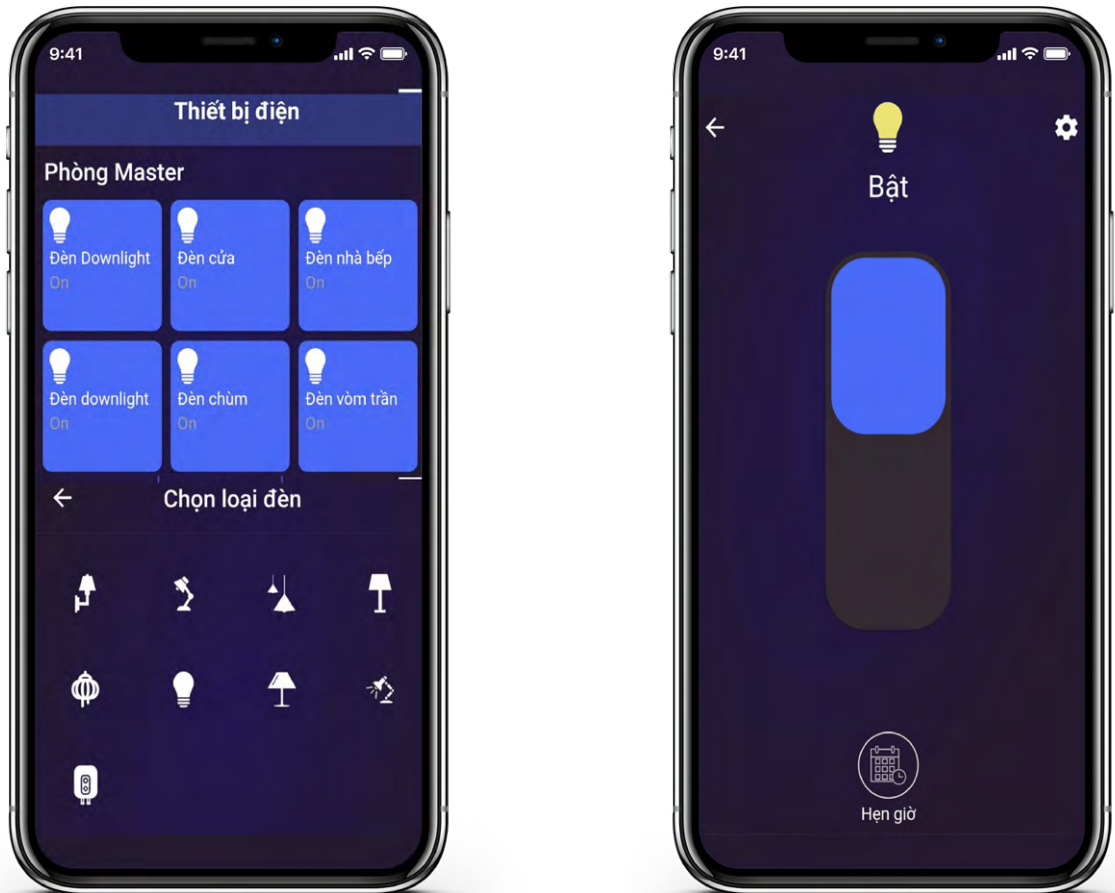 9:41
Thiết bị điện
Phòng Master
Đèn Downlight
On
Đèn cửa
On
Đèn nhà bếp
On
Đèn downlight
On
Đèn chùm
On
Đèn vòm trần
On
Chọn loại đèn
9:41
Bật
Hẹn giờ